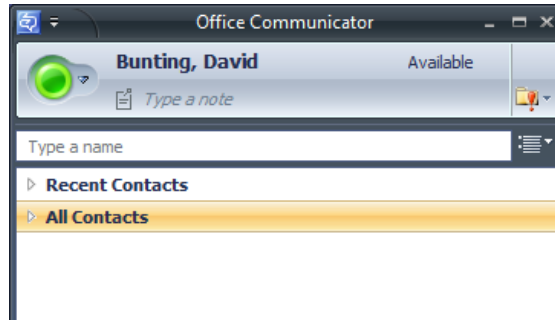 Office Communicator
Bunting, David Available
Type a note
Type a name
Recent Contacts
All Contacts